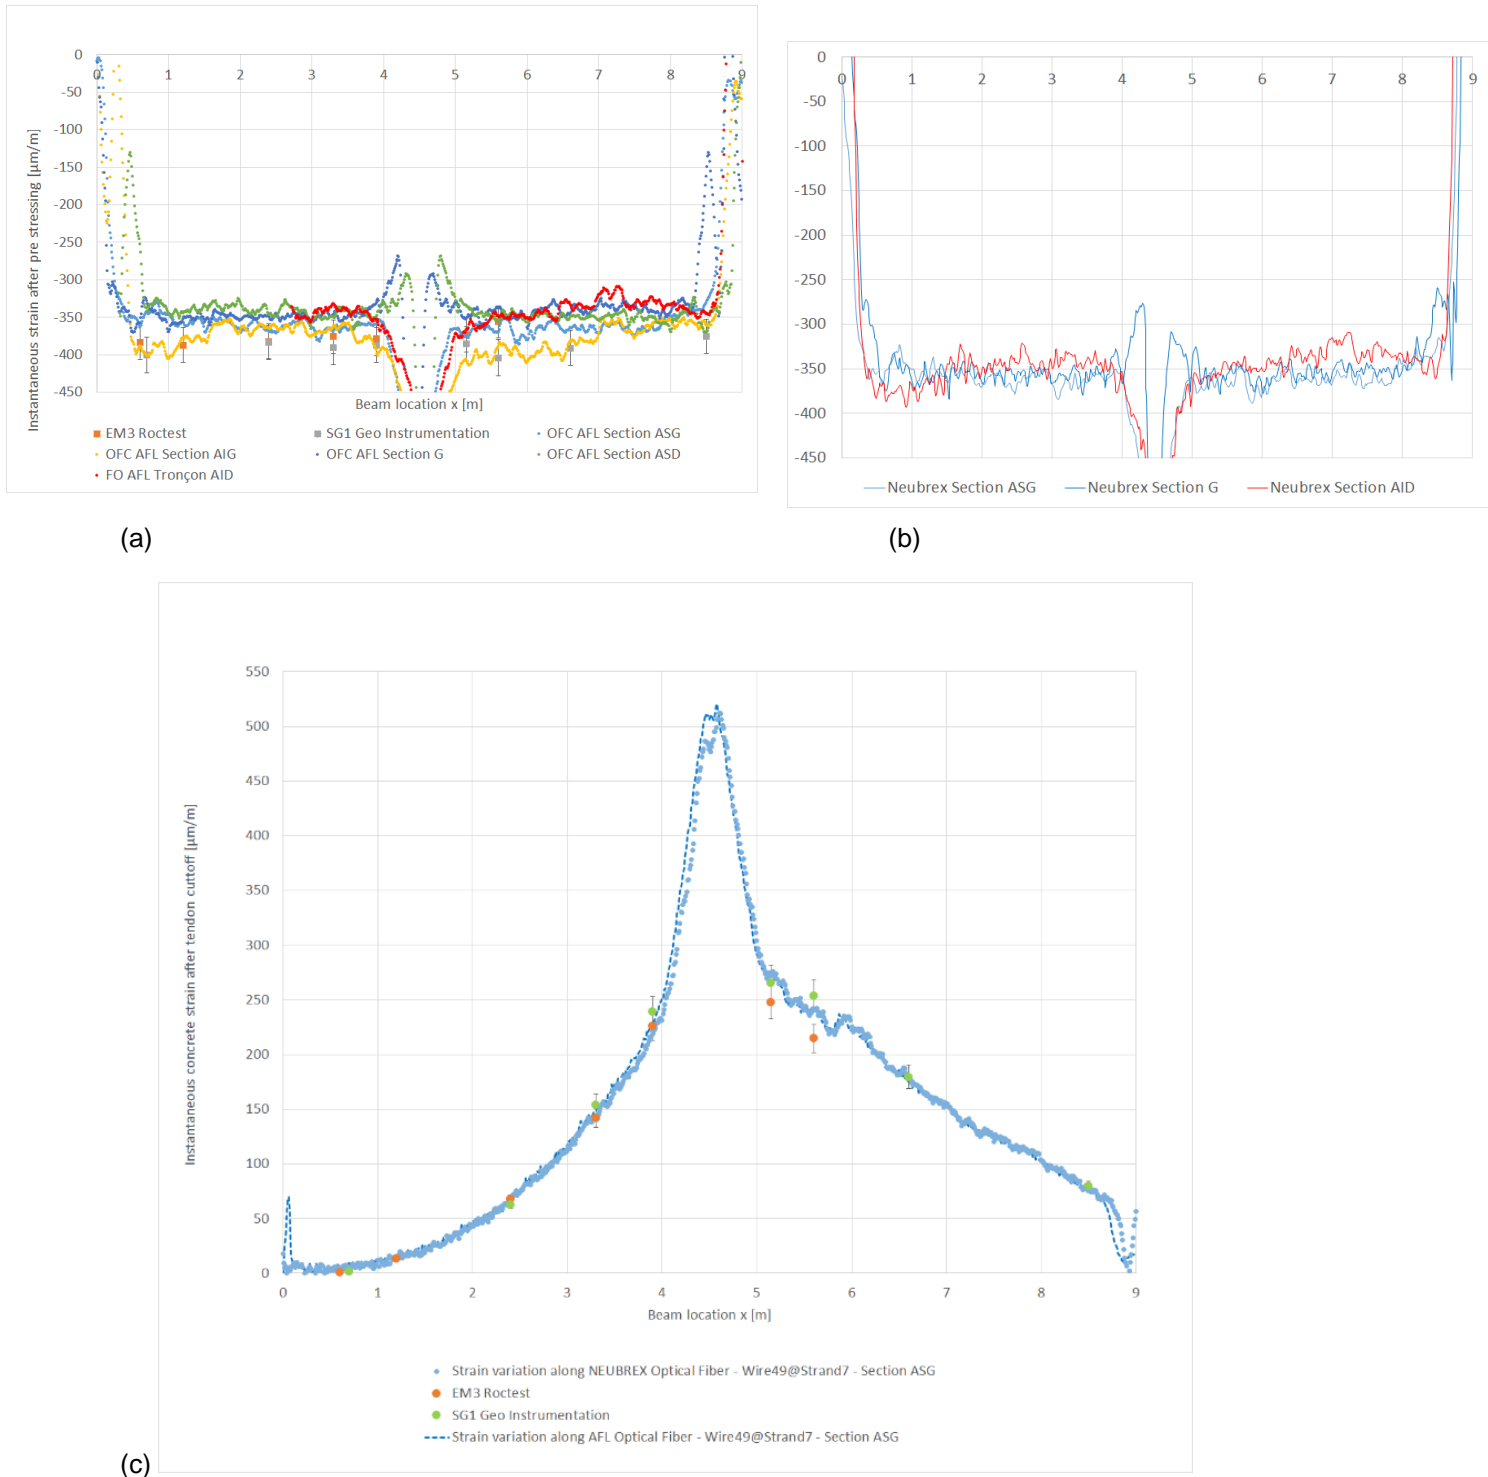 0
0 1 2 3 4 5 6 7 8 9
-50
-100
-150
-200
-250
-300
-350
-400
-450
Instantaneous strain after pre stressing [µm/m]
Beam location x [m]
EM3 Roctest
SG1 Geo Instrumentation
OFC AFL Section ASG
OFC AFL Section AIG
OFC AFL Section G
OFC AFL Section ASD
FO AFL Tronçon AID
0
0 1 2 3 4 5 6 7 8 9
-50
-100
-150
-200
-250
-300
-350
-400
-450
Neubrex Section ASG
Neubrex Section G
Neubrex Section AID
(a)
(b)
550
500
450
400
350
300
250
200
150
100
50
0
0 1 2 3 4 5 6 7 8 9
Instantaneous concrete strain after tendon cuttoff [µm/m]
Beam location x [m]
Strain variation along NEUBREX Optical Fiber - Wire49@Strand7 - Section ASG
EM3 Roctest
SG1 Geo Instrumentation
Strain variation along AFL Optical Fiber - Wire49@Strand7 - Section ASG
(c)